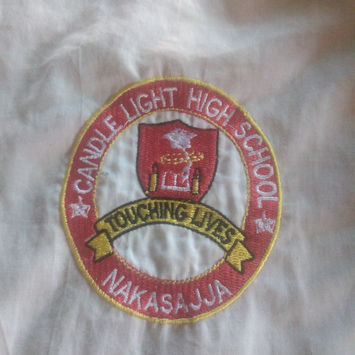 CANDLE LIGHT HIGH SCHOOL
TOUCHING LIVES
NAKASAJJA